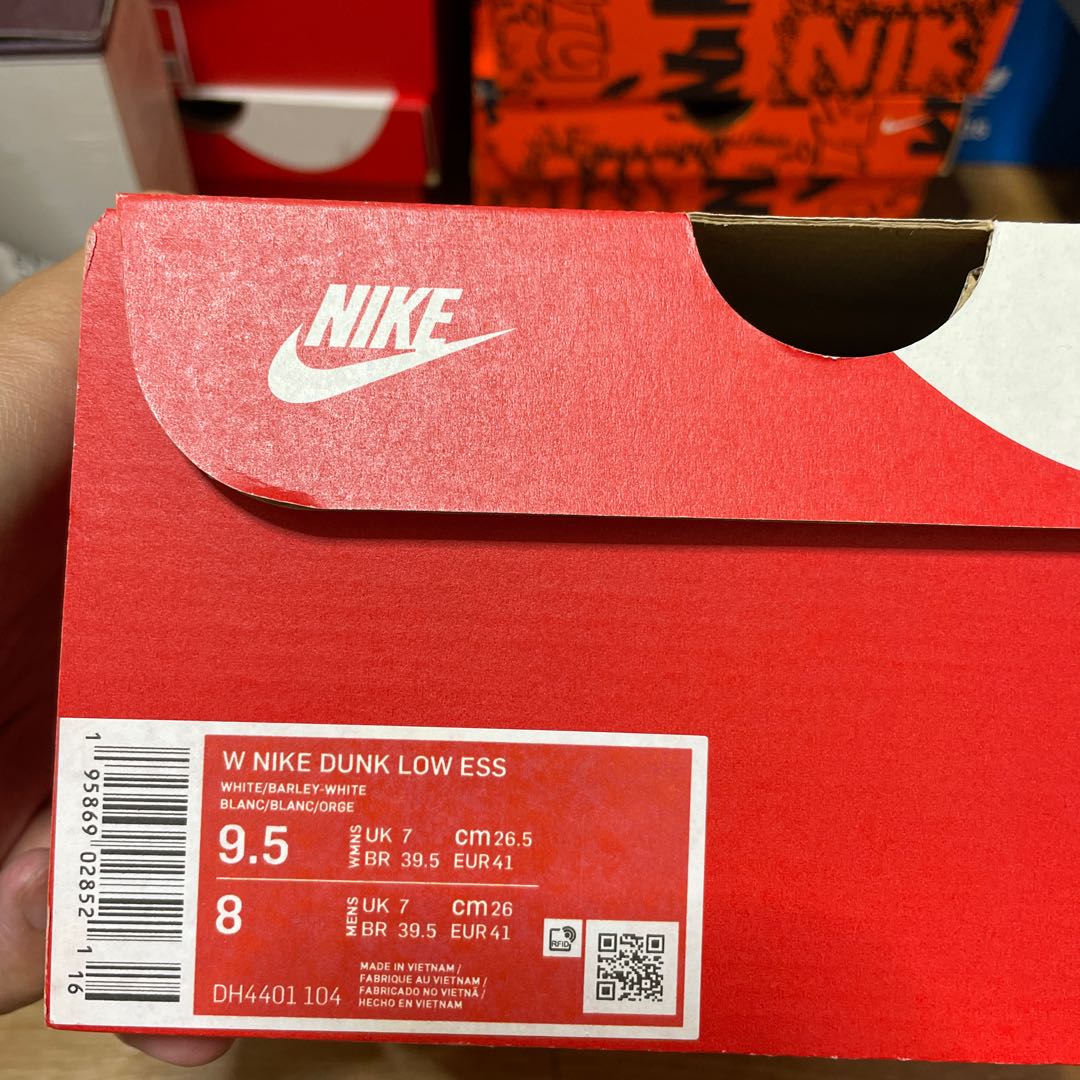 NIK
NIKE
W NIKE DUNK LOW ESS
WHITE/BARLEY-WHITE
BLANC/BLANC/ORGE
9.5 WMNS UK 7 cm 26.5
BR 39.5 EUR 41
8 MENS UK 7 cm 26
BR 39.5 EUR 41
RFID
MADE IN VIETNAM /
FABRIQUE AU VIETNAM /
FABRICADO NO VIETNÃ /
HECHO EN VIETNAM
DH4401 104
1 95869 02852 1 16